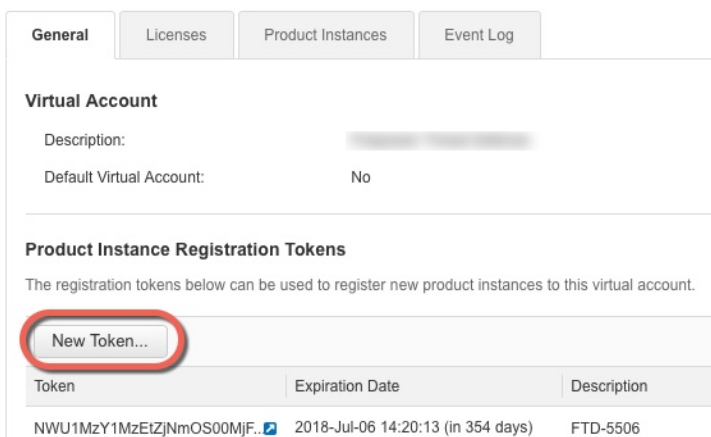 General Licenses Product Instances Event Log
Virtual Account
Description:
Default Virtual Account: No
Product Instance Registration Tokens
The registration tokens below can be used to register new product instances to this virtual account.
New Token...
Token Expiration Date Description
NWU1MzY1MzEtZjNmOS00MjF... 2018-Jul-06 14:20:13 (in 354 days) FTD-5506